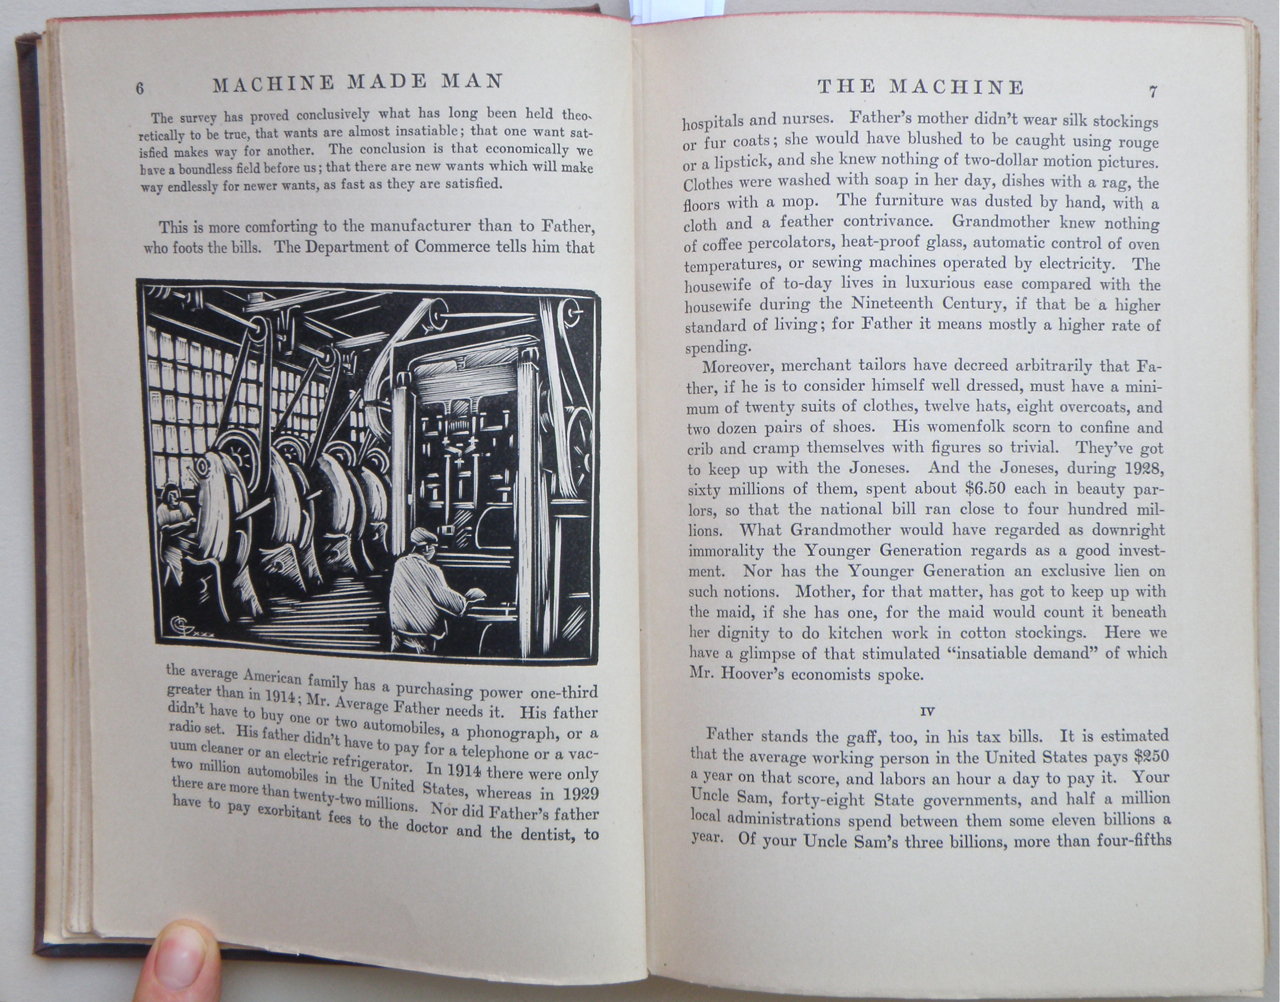 6 MACHINE MADE MAN
The survey has proved conclusively what has long been held theo-
retically to be true, that wants are almost insatiable; that one want sat-
isfied makes way for another. The conclusion is that economically we
have a boundless field before us; that there are new wants which will make
way endlessly for newer wants, as fast as they are satisfied.
This is more comforting to the manufacturer than to Father,
who foots the bills. The Department of Commerce tells him that
the average American family has a purchasing power one-third
greater than in 1914; Mr. Average Father needs it. His father
didn't have to buy one or two automobiles, a phonograph, or a
radio set. His father didn't have to pay for a telephone or a vac-
uum cleaner or an electric refrigerator. In 1914 there were only
two million automobiles in the United States, whereas in 1929
there are more than twenty-two millions. Nor did Father's father
have to pay exorbitant fees to the doctor and the dentist, to
THE MACHINE 7
hospitals and nurses. Father's mother didn't wear silk stockings
or fur coats; she would have blushed to be caught using rouge
or a lipstick, and she knew nothing of two-dollar motion pictures.
Clothes were washed with soap in her day, dishes with a rag, the
floors with a mop. The furniture was dusted by hand, with a
cloth and a feather contrivance. Grandmother knew nothing
of coffee percolators, heat-proof glass, automatic control of oven
temperatures, or sewing machines operated by electricity. The
housewife of to-day lives in luxurious ease compared with the
housewife during the Nineteenth Century, if that be a higher
standard of living; for Father it means mostly a higher rate of
spending.
Moreover, merchant tailors have decreed arbitrarily that Fa-
ther, if he is to consider himself well dressed, must have a mini-
mum of twenty suits of clothes, twelve hats, eight overcoats, and
two dozen pairs of shoes. His womenfolk scorn to confine and
crib and cramp themselves with figures so trivial. They've got
to keep up with the Joneses. And the Joneses, during 1928,
sixty millions of them, spent about $6.50 each in beauty par-
lors, so that the national bill ran close to four hundred mil-
lions. What Grandmother would have regarded as downright
immorality the Younger Generation regards as a good invest-
ment. Nor has the Younger Generation an exclusive lien on
such notions. Mother, for that matter, has got to keep up with
the maid, if she has one, for the maid would count it beneath
her dignity to do kitchen work in cotton stockings. Here we
have a glimpse of that stimulated "insatiable demand" of which
Mr. Hoover's economists spoke.
IV
Father stands the gaff, too, in his tax bills. It is estimated
that the average working person in the United States pays $250
a year on that score, and labors an hour a day to pay it. Your
Uncle Sam, forty-eight State governments, and half a million
local administrations spend between them some eleven billions a
year. Of your Uncle Sam's three billions, more than four-fifths